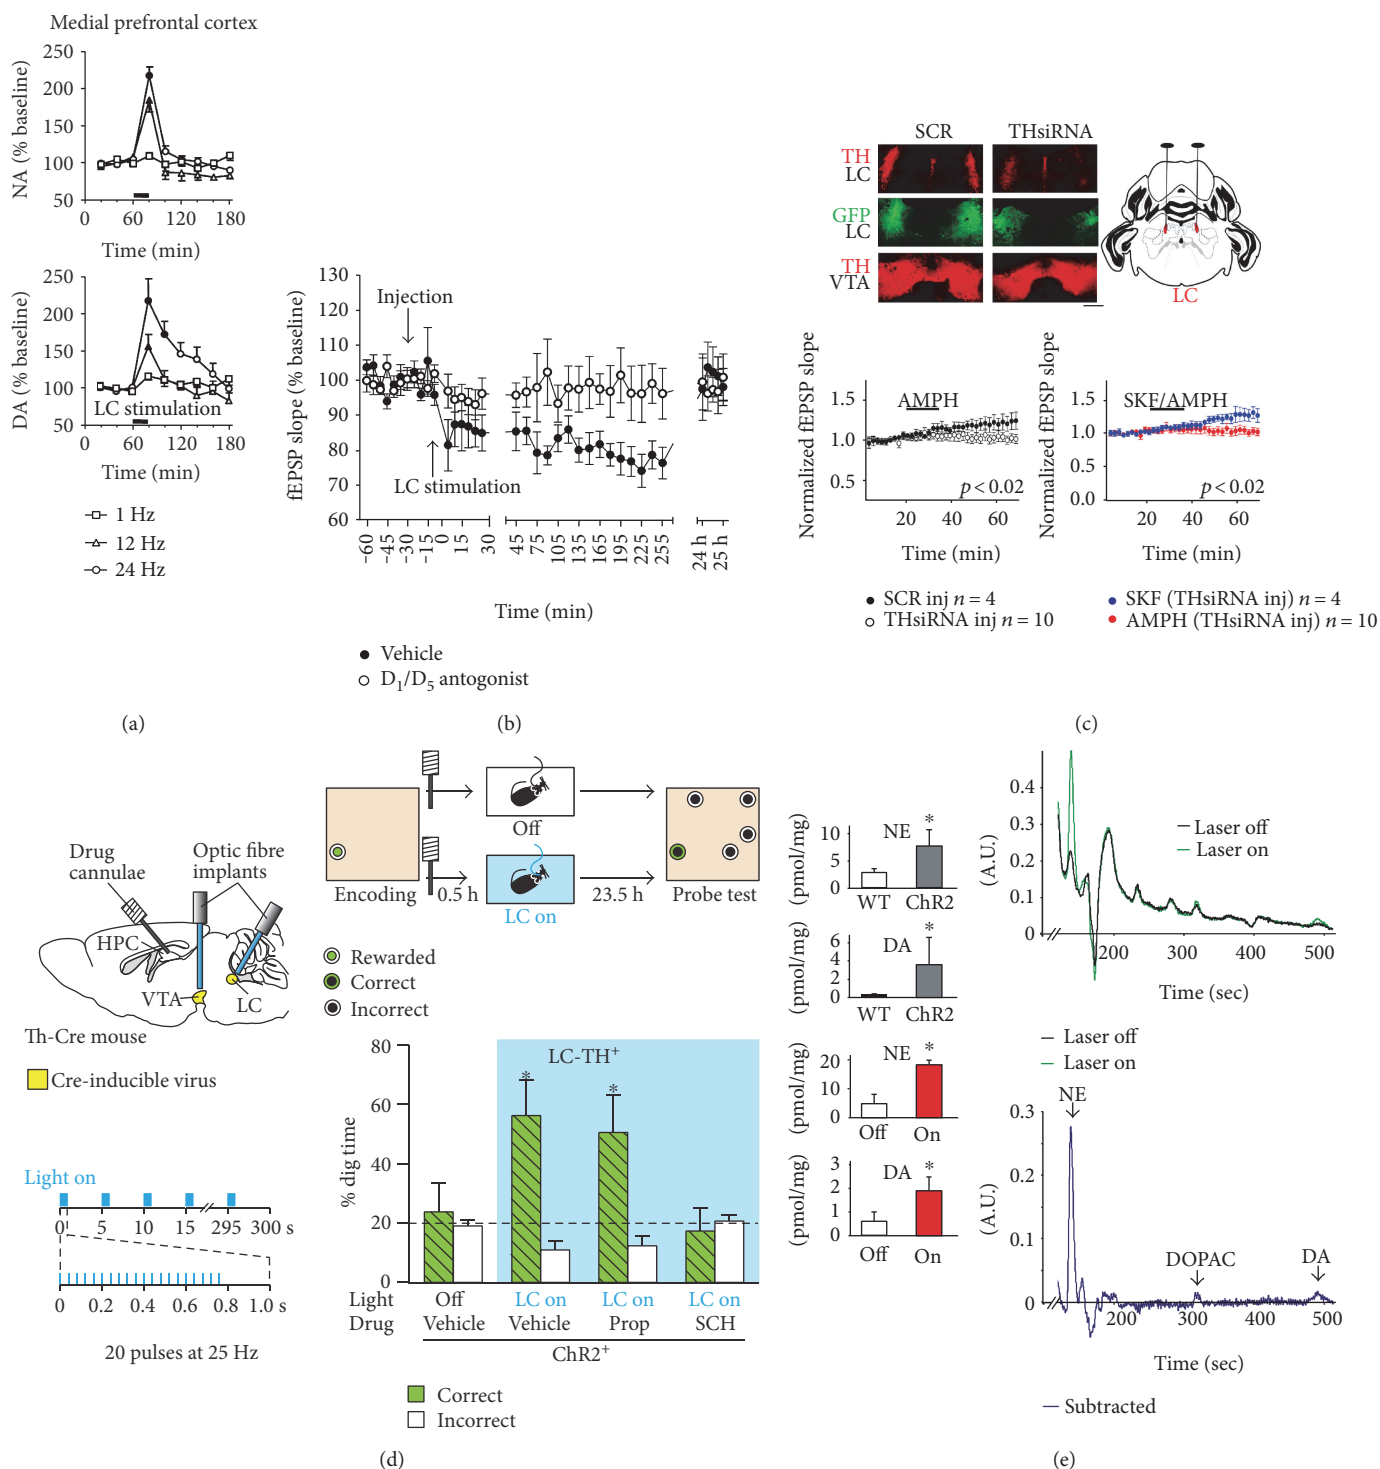 Medial prefrontal cortex
NA (% baseline)
250
200
150
100
50
0 60 120 180
Time (min)
DA (% baseline)
250
200
150
100
50
LC stimulation
0 60 120 180
Time (min)
1 Hz
12 Hz
24 Hz
(a)
fEPSP slope (% baseline)
130
120
110
100
90
80
70
60
Injection
LC stimulation
−60 −45 −30 −15 0 15 30 45 75 105 135 165 195 225 255 24 h 25 h
Time (min)
Vehicle
D1/D5 antogonist
(b)
SCR THsiRNA
TH
LC
GFP
LC
TH
VTA
LC
Normalized fEPSP slope
1.5
1.0
0.5
AMPH
p < 0.02
20 40 60
Time (min)
SCR inj n = 4
THsiRNA inj n = 10
Normalized fEPSP slope
1.5
1.0
0.5
0.0
SKF/AMPH
p < 0.02
20 40 60
Time (min)
SKF (THsiRNA inj) n = 4
AMPH (THsiRNA inj) n = 10
(c)
Drug
cannulae
Optic fibre
implants
HPC
VTA
LC
Th-Cre mouse
Cre-inducible virus
Light on
0 5 10 15 295 300 s
0 0.2 0.4 0.6 0.8 1.0 s
20 pulses at 25 Hz
Off
Encoding 0.5 h 23.5 h Probe test
LC on
Rewarded
Correct
Incorrect
% dig time
80
60
40
20
0
LC-TH+
*
*
Light Off LC on LC on LC on
Drug Vehicle Vehicle Prop SCH
ChR2+
Correct
Incorrect
(d)
(pmol/mg)
10
5
0
NE *
WT ChR2
(pmol/mg)
6
4
2
0
DA *
WT ChR2
(pmol/mg)
20
10
0
NE *
Off On
(pmol/mg)
3
2
1
0
DA *
Off On
(A.U.)
0.4
0.3
0.2
0.1
0
Laser off
Laser on
200 300 400 500
Time (sec)
Laser off
Laser on
(A.U.)
0.3
0.2
0.1
0
NE
DOPAC
DA
200 300 400 500
Time (sec)
Subtracted
(e)